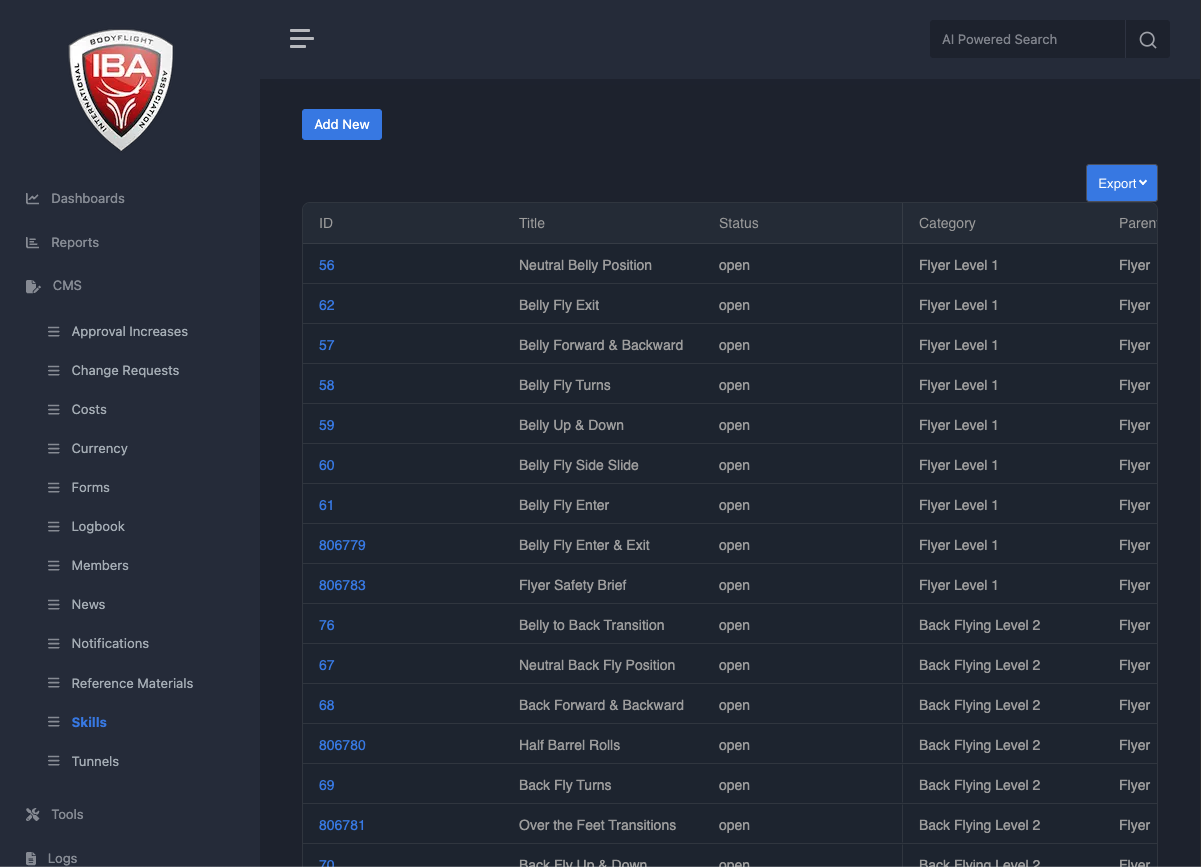 BODYFLIGHT
IBA
INTERNATIONAL
ASSOCIATION
AI Powered Search
Add New
Export
Dashboards
Reports
CMS
Approval Increases
Change Requests
Costs
Currency
Forms
Logbook
Members
News
Notifications
Reference Materials
Skills
Tunnels
Tools
Logs
ID Title Status Category Paren
56 Neutral Belly Position open Flyer Level 1 Flyer
62 Belly Fly Exit open Flyer Level 1 Flyer
57 Belly Forward & Backward open Flyer Level 1 Flyer
58 Belly Fly Turns open Flyer Level 1 Flyer
59 Belly Up & Down open Flyer Level 1 Flyer
60 Belly Fly Side Slide open Flyer Level 1 Flyer
61 Belly Fly Enter open Flyer Level 1 Flyer
806779 Belly Fly Enter & Exit open Flyer Level 1 Flyer
806783 Flyer Safety Brief open Flyer Level 1 Flyer
76 Belly to Back Transition open Back Flying Level 2 Flyer
67 Neutral Back Fly Position open Back Flying Level 2 Flyer
68 Back Forward & Backward open Back Flying Level 2 Flyer
806780 Half Barrel Rolls open Back Flying Level 2 Flyer
69 Back Fly Turns open Back Flying Level 2 Flyer
806781 Over the Feet Transitions open Back Flying Level 2 Flyer
70 Back Fly Up & Down open Back Flying Level 2 Flyer